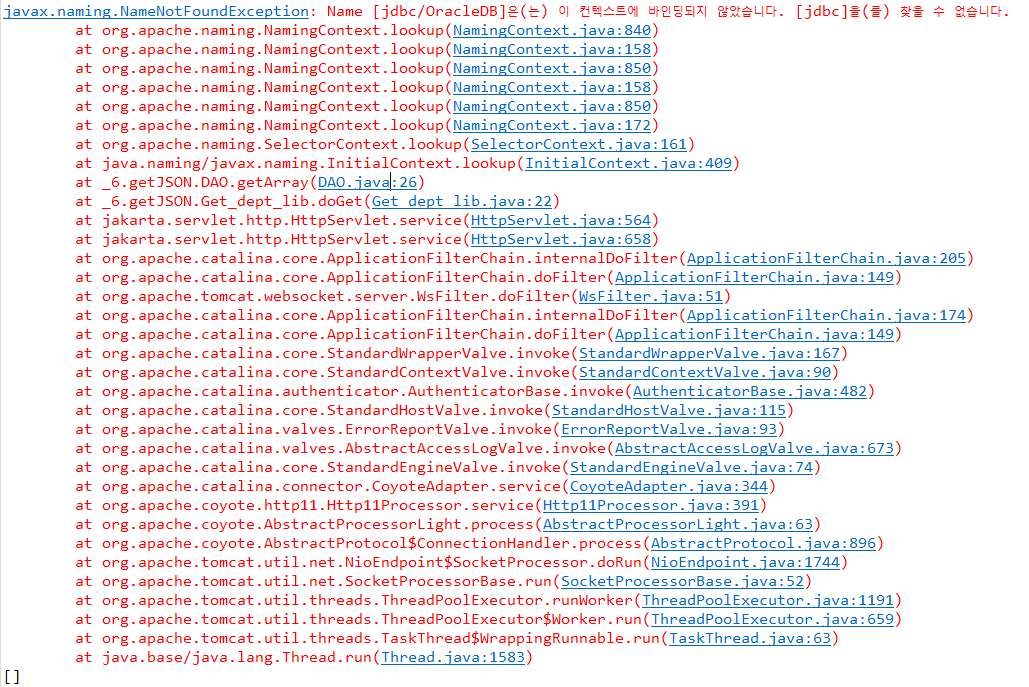 javax.naming.NameNotFoundException: Name [jdbc/OracleDB]은(는) 이 컨텍스트에 바인딩되지 않았습니다. [jdbc]을(를) 찾을 수 없습니다.
at org.apache.naming.NamingContext.lookup(NamingContext.java:840)
at org.apache.naming.NamingContext.lookup(NamingContext.java:158)
at org.apache.naming.NamingContext.lookup(NamingContext.java:850)
at org.apache.naming.NamingContext.lookup(NamingContext.java:158)
at org.apache.naming.NamingContext.lookup(NamingContext.java:850)
at org.apache.naming.NamingContext.lookup(NamingContext.java:172)
at org.apache.naming.SelectorContext.lookup(SelectorContext.java:161)
at java.naming/javax.naming.InitialContext.lookup(InitialContext.java:409)
at _6.getJSON.DAO.getArray(DAO.java:26)
at _6.getJSON.Get_dept_lib.doGet(Get_dept_lib.java:22)
at jakarta.servlet.http.HttpServlet.service(HttpServlet.java:564)
at jakarta.servlet.http.HttpServlet.service(HttpServlet.java:658)
at org.apache.catalina.core.ApplicationFilterChain.internalDoFilter(ApplicationFilterChain.java:205)
at org.apache.catalina.core.ApplicationFilterChain.doFilter(ApplicationFilterChain.java:149)
at org.apache.tomcat.websocket.server.WsFilter.doFilter(WsFilter.java:51)
at org.apache.catalina.core.ApplicationFilterChain.internalDoFilter(ApplicationFilterChain.java:174)
at org.apache.catalina.core.ApplicationFilterChain.doFilter(ApplicationFilterChain.java:149)
at org.apache.catalina.core.StandardWrapperValve.invoke(StandardWrapperValve.java:167)
at org.apache.catalina.core.StandardContextValve.invoke(StandardContextValve.java:90)
at org.apache.catalina.authenticator.AuthenticatorBase.invoke(AuthenticatorBase.java:482)
at org.apache.catalina.core.StandardHostValve.invoke(StandardHostValve.java:115)
at org.apache.catalina.valves.ErrorReportValve.invoke(ErrorReportValve.java:93)
at org.apache.catalina.valves.AbstractAccessLogValve.invoke(AbstractAccessLogValve.java:673)
at org.apache.catalina.core.StandardEngineValve.invoke(StandardEngineValve.java:74)
at org.apache.catalina.connector.CoyoteAdapter.service(CoyoteAdapter.java:344)
at org.apache.coyote.http11.Http11Processor.service(Http11Processor.java:391)
at org.apache.coyote.AbstractProcessorLight.process(AbstractProcessorLight.java:63)
at org.apache.coyote.AbstractProtocol$ConnectionHandler.process(AbstractProtocol.java:896)
at org.apache.tomcat.util.net.NioEndpoint$SocketProcessor.doRun(NioEndpoint.java:1744)
at org.apache.tomcat.util.net.SocketProcessorBase.run(SocketProcessorBase.java:52)
at org.apache.tomcat.util.threads.ThreadPoolExecutor.runWorker(ThreadPoolExecutor.java:1191)
at org.apache.tomcat.util.threads.ThreadPoolExecutor$Worker.run(ThreadPoolExecutor.java:659)
at org.apache.tomcat.util.threads.TaskThread$WrappingRunnable.run(TaskThread.java:63)
at java.base/java.lang.Thread.run(Thread.java:1583)
[]